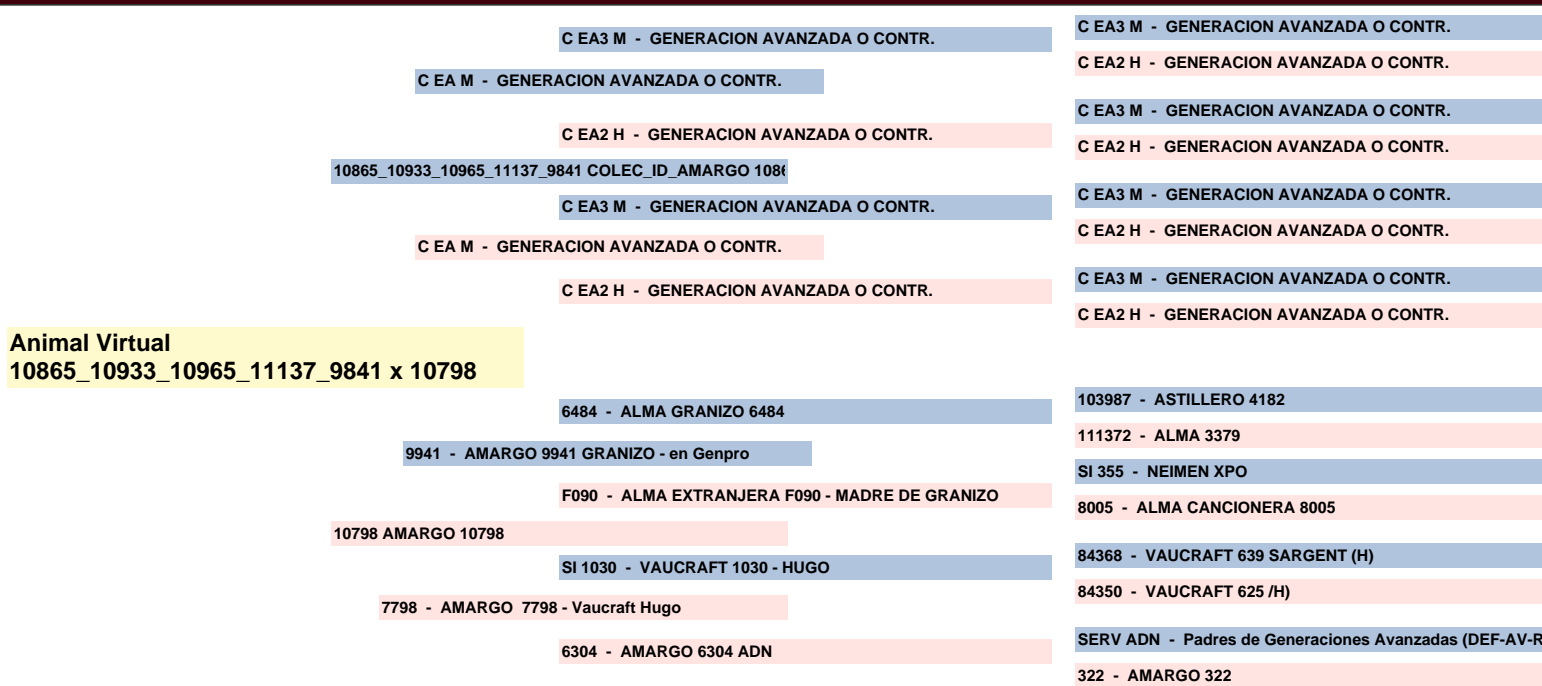 C EA3 M - GENERACION AVANZADA O CONTR.
C EA3 M - GENERACION AVANZADA O CONTR.
C EA2 H - GENERACION AVANZADA O CONTR.
C EA M - GENERACION AVANZADA O CONTR.
C EA3 M - GENERACION AVANZADA O CONTR.
C EA2 H - GENERACION AVANZADA O CONTR.
C EA2 H - GENERACION AVANZADA O CONTR.
10865_10933_10965_11137_9841 COLEC_ID_AMARGO 108
C EA3 M - GENERACION AVANZADA O CONTR.
C EA3 M - GENERACION AVANZADA O CONTR.
C EA2 H - GENERACION AVANZADA O CONTR.
C EA M - GENERACION AVANZADA O CONTR.
C EA3 M - GENERACION AVANZADA O CONTR.
C EA2 H - GENERACION AVANZADA O CONTR.
C EA2 H - GENERACION AVANZADA O CONTR.
Animal Virtual
10865_10933_10965_11137_9841 x 10798
6484 - ALMA GRANIZO 6484
103987 - ASTILLERO 4182
111372 - ALMA 3379
9941 - AMARGO 9941 GRANIZO - en Genpro
SI 355 - NEIMEN XPO
F090 - ALMA EXTRANJERA F090 - MADRE DE GRANIZO
8005 - ALMA CANCIONERA 8005
10798 AMARGO 10798
SI 1030 - VAUCRAFT 1030 - HUGO
84368 - VAUCRAFT 639 SARGENT (H)
84350 - VAUCRAFT 625 /H)
7798 - AMARGO 7798 - Vaucraft Hugo
6304 - AMARGO 6304 ADN
SERV ADN - Padres de Generaciones Avanzadas (DEF-AV-R
322 - AMARGO 322